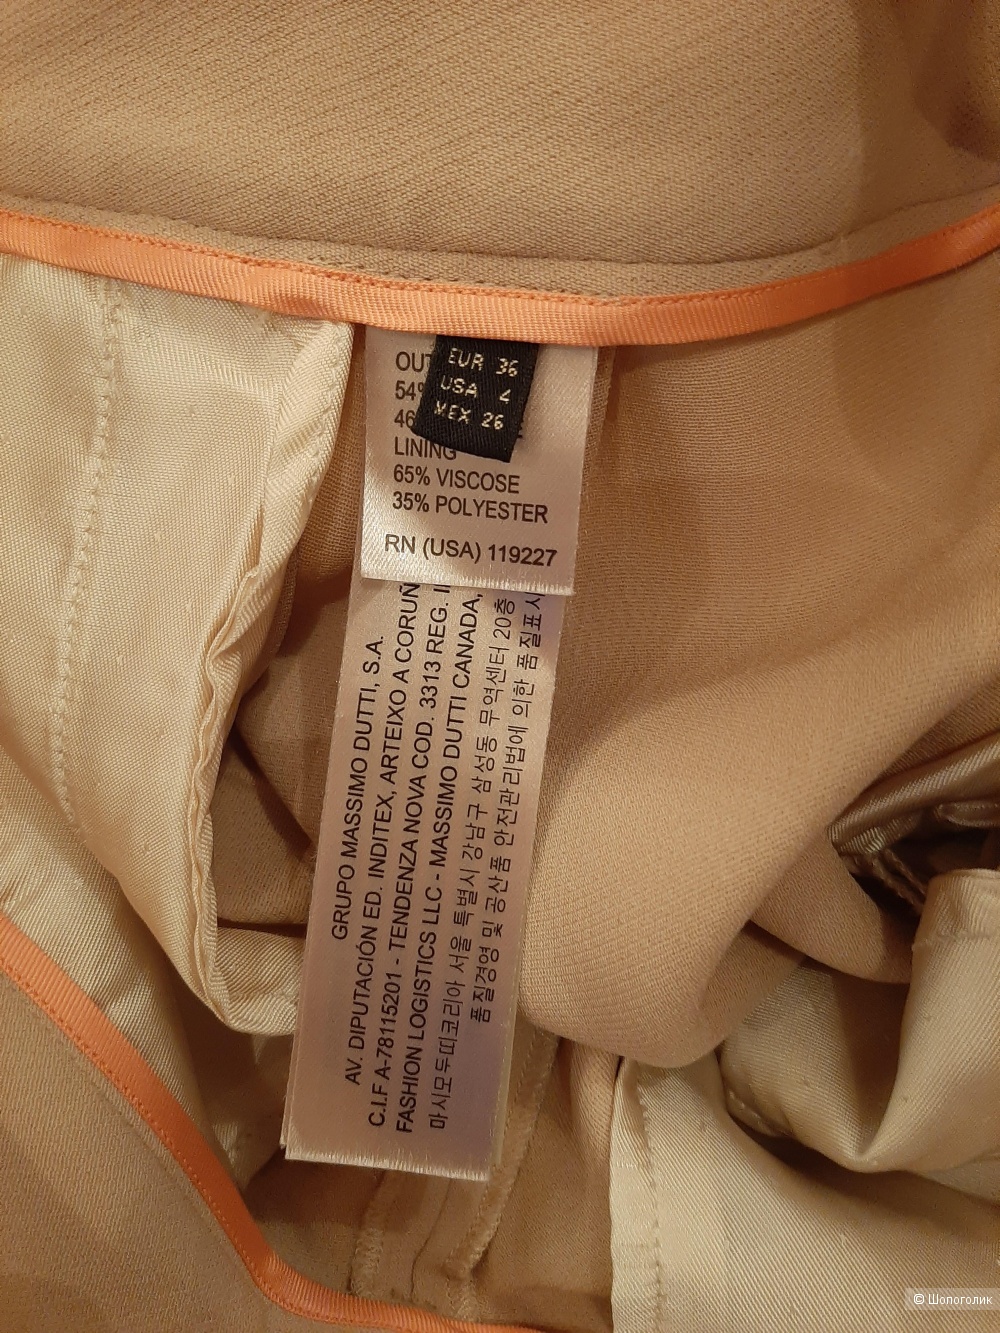 EUR 36
USA 4
MEX 26
OUT
54%
46
LINING
65% VISCOSE
35% POLYESTER
RN (USA) 119227
GRUPO MASSIMO DUTTI, S.A.
AV. DIPUTACIÓN ED. INDITEX, ARTEIXO A CORUÑ
C.I.F A-78115201 - TENDENZA NOVA COD. 3313 REG. I
FASHION LOGISTICS LLC - MASSIMO DUTTI CANADA,
마시모두띠코리아 서울 특별시 강남구 삼성동 무역센터 20층
품질경영 및 공산품 안전관리법에 의한 품질표시
© Шопоголик